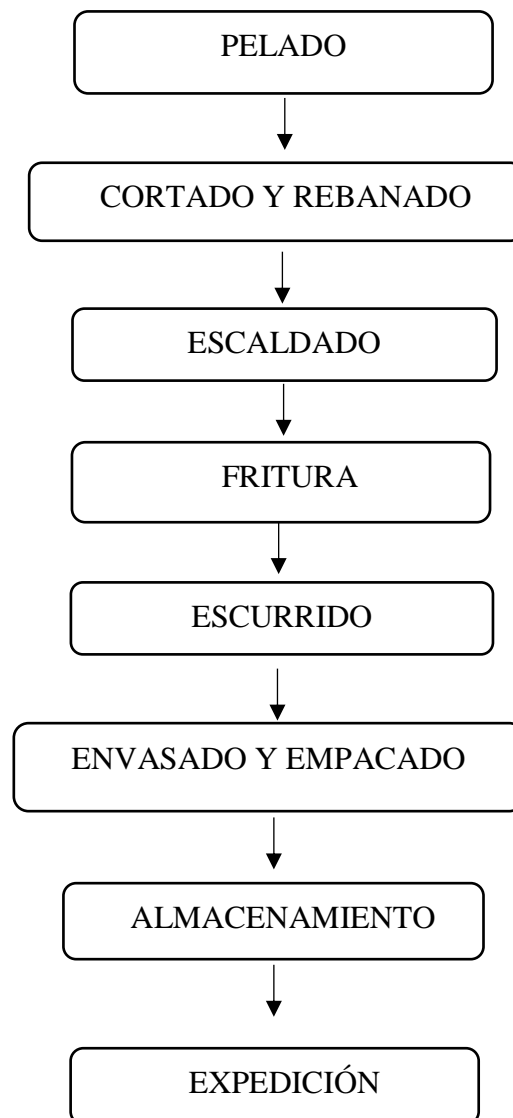 PELADO
CORTADO Y REBANADO
ESCALDADO
FRITURA
ESCURRIDO
ENVASADO Y EMPACADO
ALMACENAMIENTO
EXPEDICIÓN